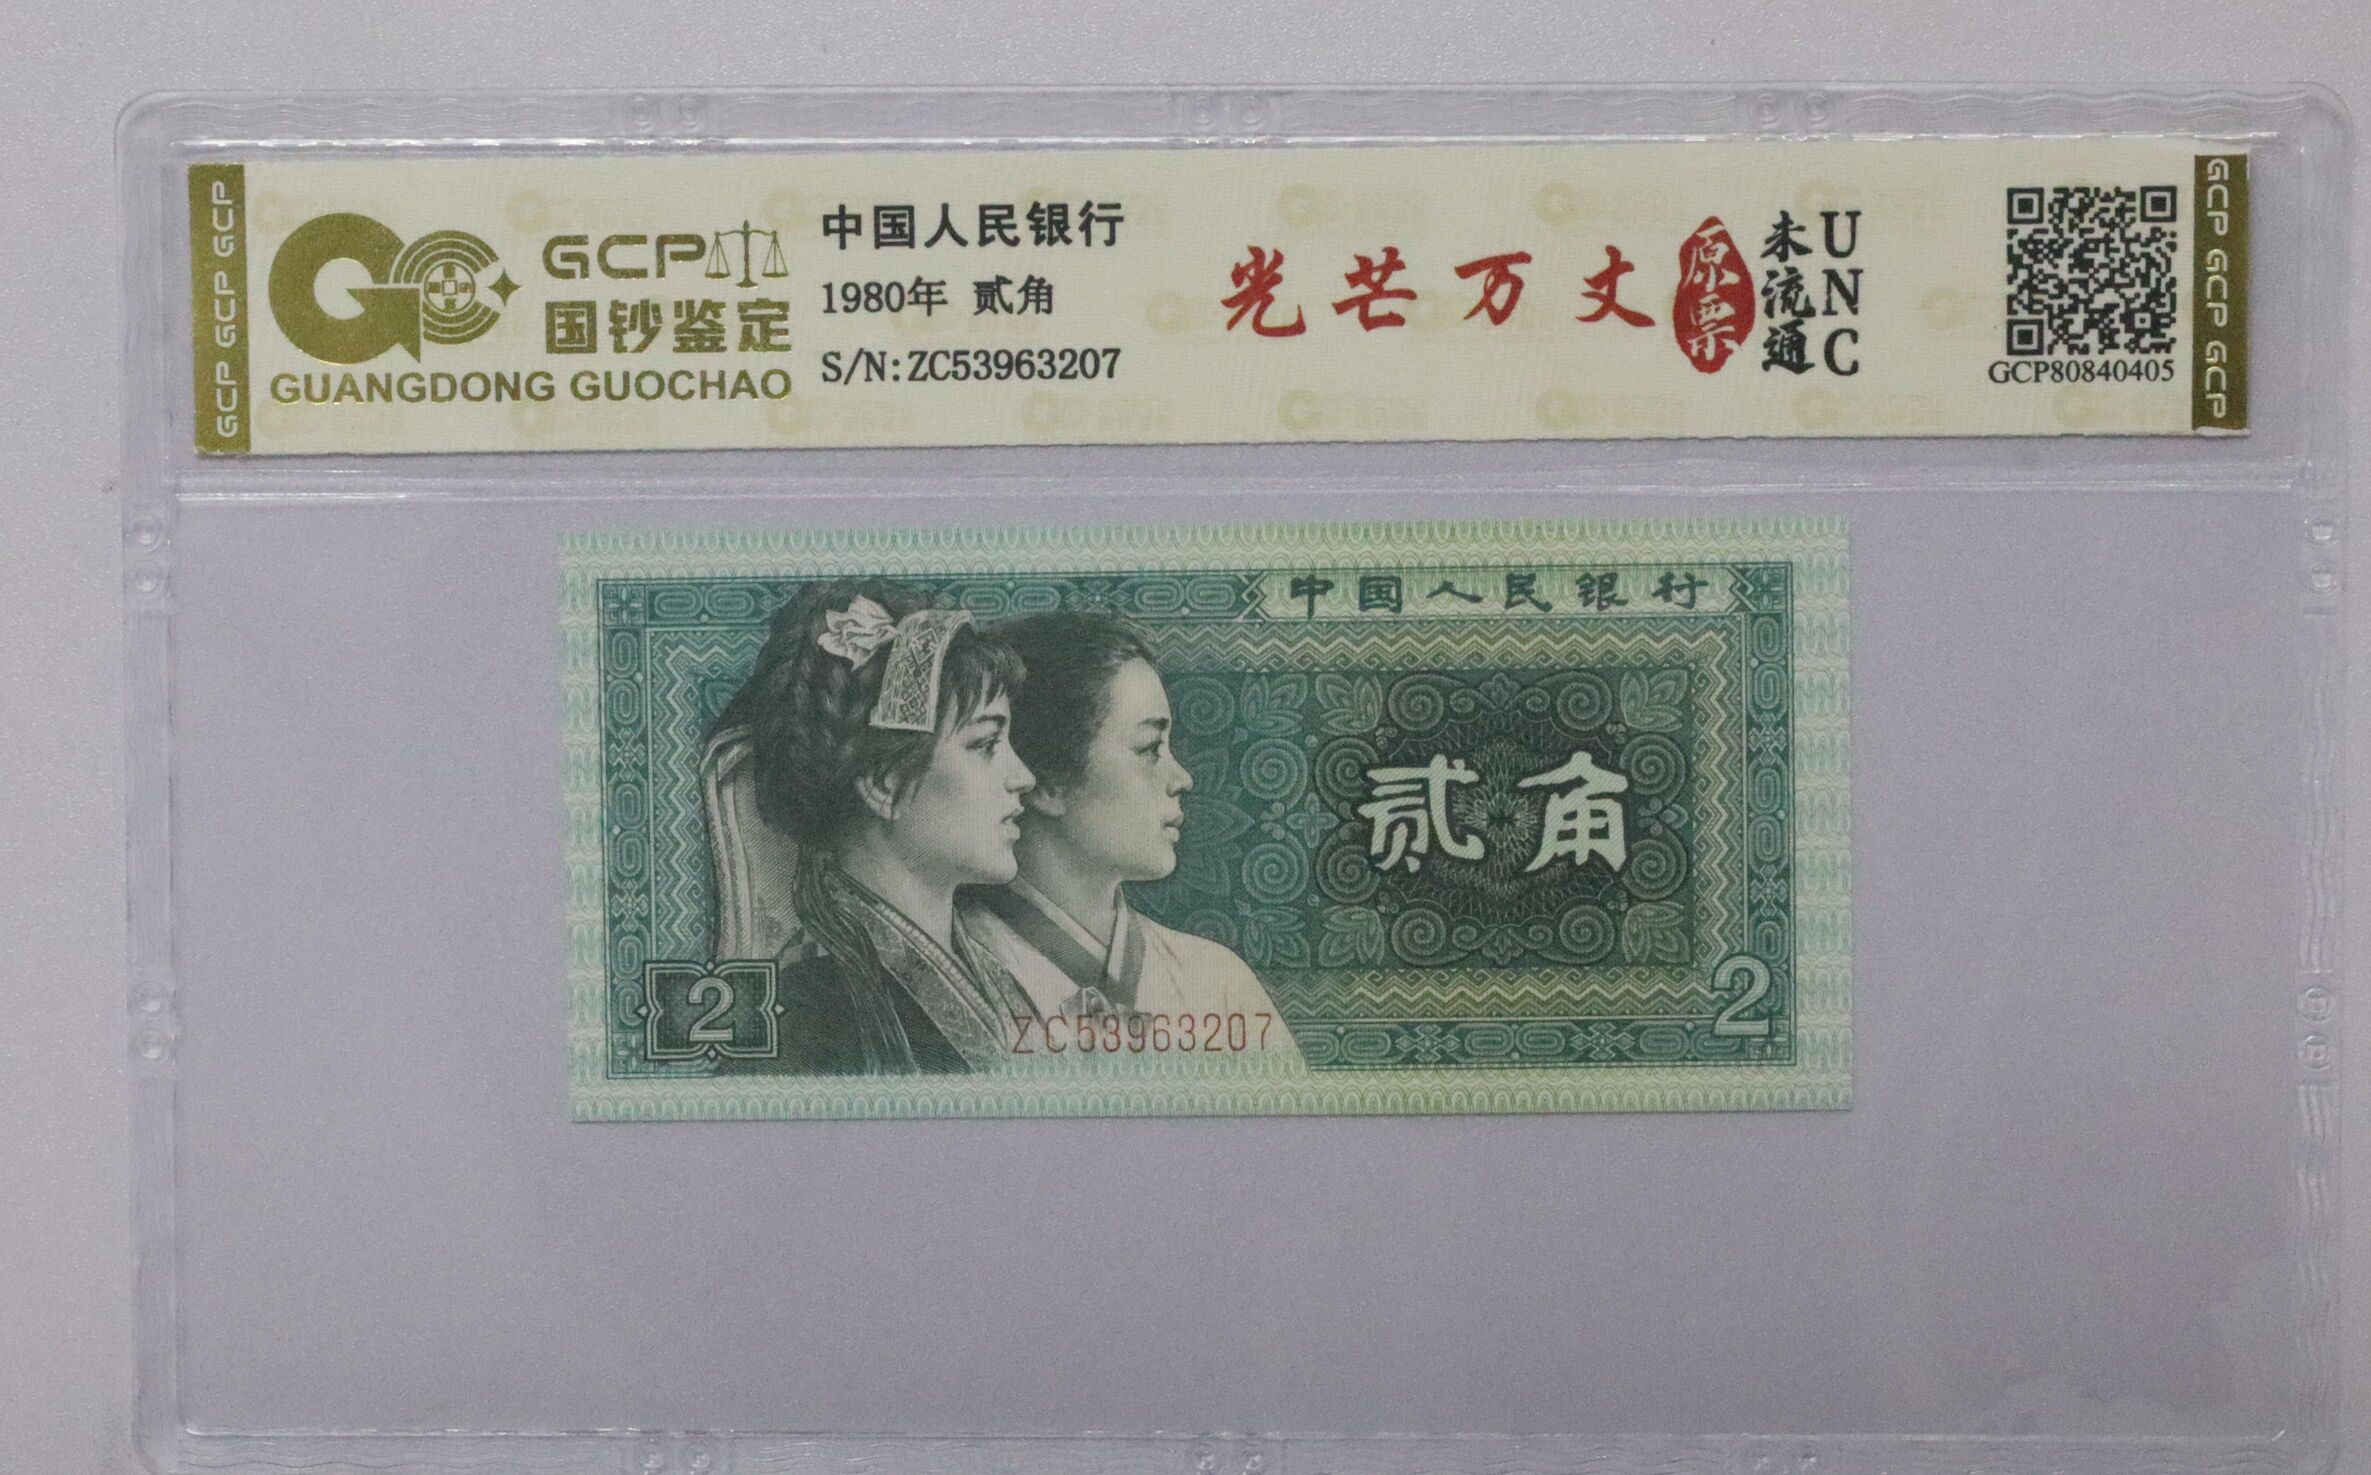 GCP GCP GCP
GCP
国钞鉴定
GUANGDONG GUOCHAO
中国人民银行
1980年 贰角
S/N:ZC53963207
光芒万丈
原票
未流通
UNC
GCP80840405
GCP GCP GCP
中国人民银行
贰角
2
ZC53963207
2